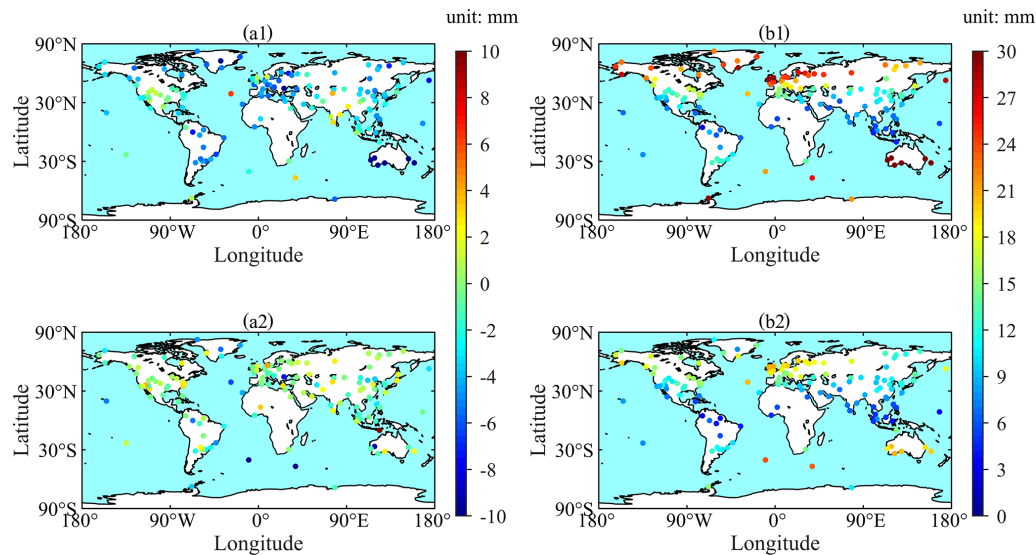 unit: mm
unit: mm
(a1)
(b1)
90°N
30°N
30°S
90°S
180°
90°W
0°
90°E
180°
Latitude
Longitude
10
8
6
4
2
0
-2
-4
-6
-8
-10
90°N
30°N
30°S
90°S
180°
90°W
0°
90°E
180°
Latitude
Longitude
30
27
24
21
18
15
12
9
6
3
0
(a2)
(b2)
90°N
30°N
30°S
90°S
180°
90°W
0°
90°E
180°
Latitude
Longitude
90°N
30°N
30°S
90°S
180°
90°W
0°
90°E
180°
Latitude
Longitude